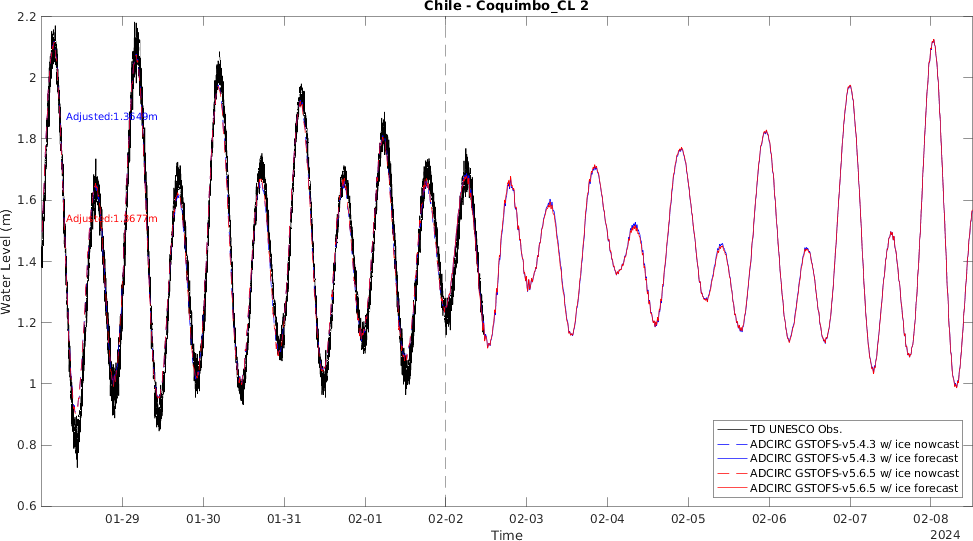 Chile - Coquimbo_CL 2
2.2
2
1.8
1.6
1.4
1.2
1
0.8
0.6
Water Level (m)
Adjusted:1.3649m
Adjusted:1.3677m
TD UNESCO Obs.
ADCIRC GSTOFS-v5.4.3 w/ ice nowcast
ADCIRC GSTOFS-v5.4.3 w/ ice forecast
ADCIRC GSTOFS-v5.6.5 w/ ice nowcast
ADCIRC GSTOFS-v5.6.5 w/ ice forecast
01-29 01-30 01-31 02-01 02-02 02-03 02-04 02-05 02-06 02-07 02-08
2024
Time